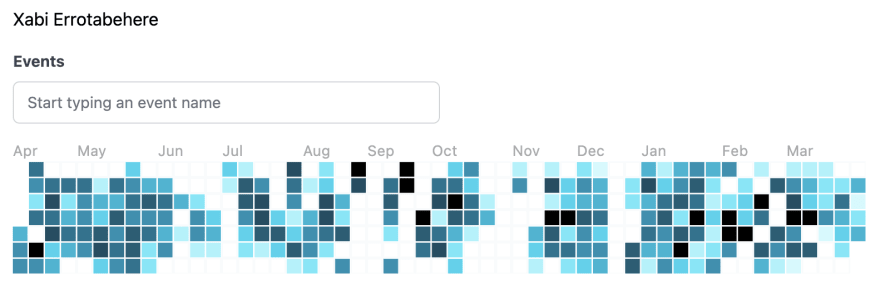 Xabi Errotabehere
Events
Start typing an event name
Apr May Jun Jul Aug Sep Oct Nov Dec Jan Feb Mar